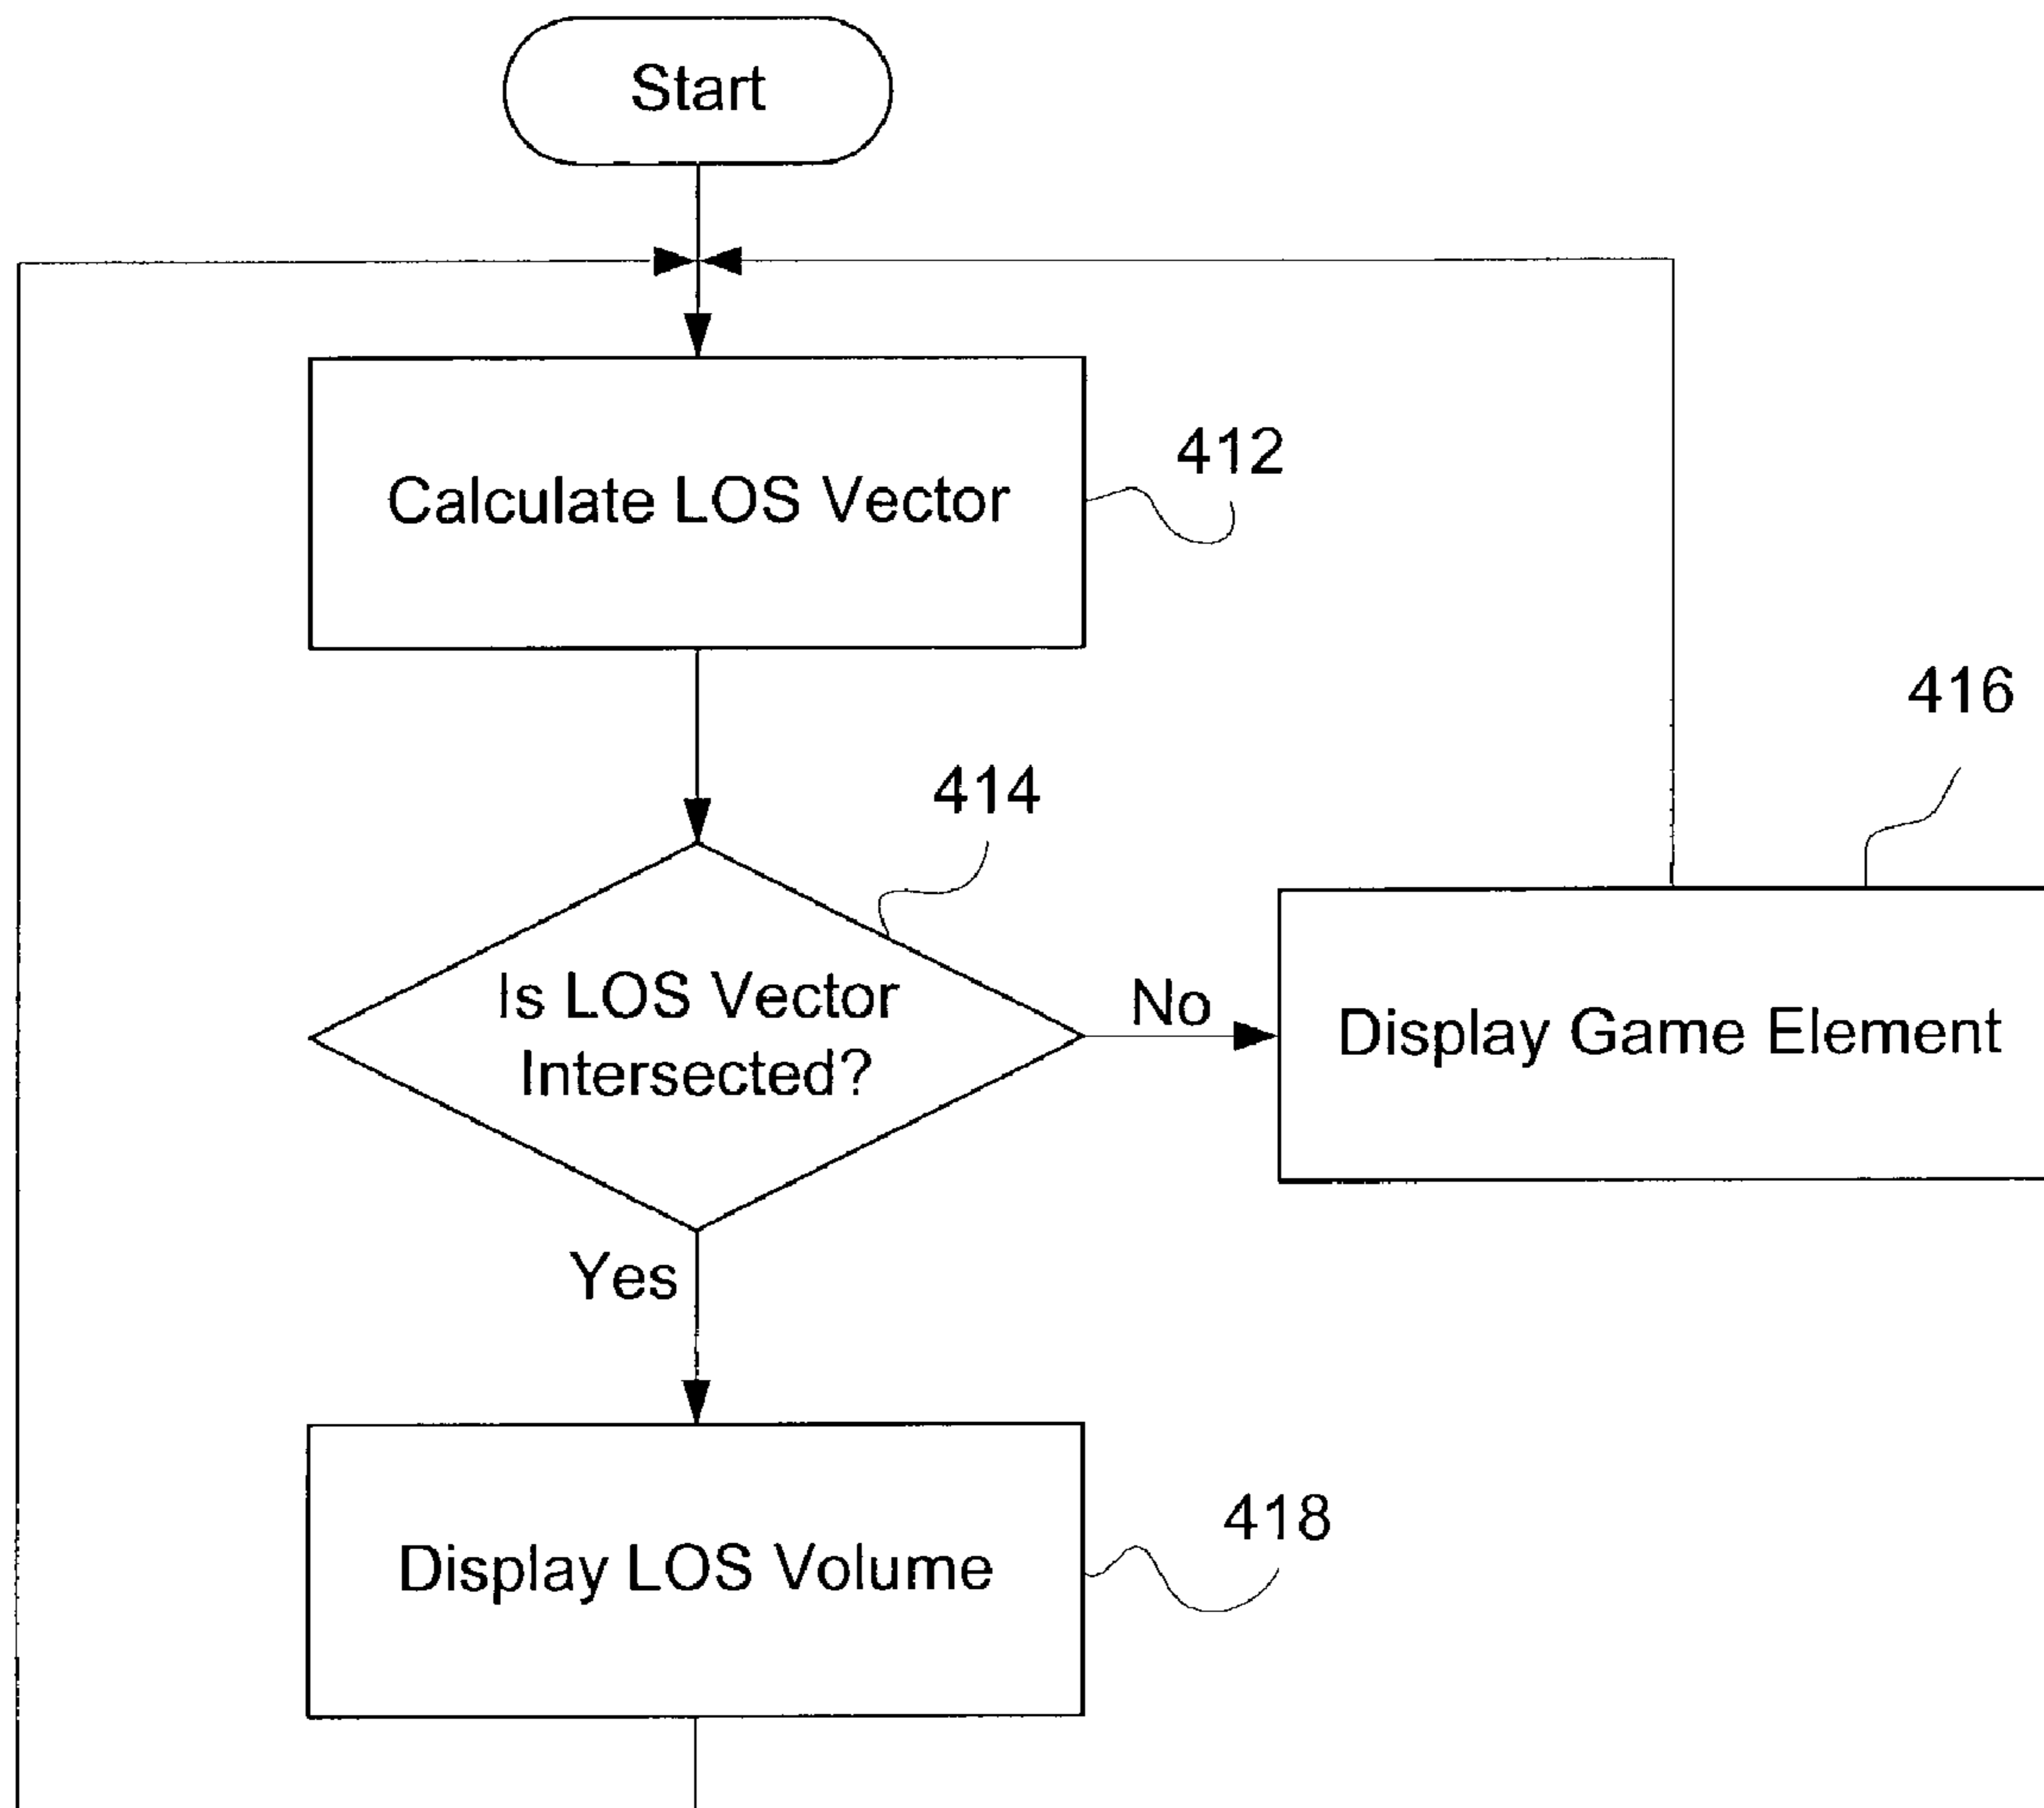 Start
Calculate LOS Vector
412
414
416
Is LOS Vector
Intersected?
No
Display Game Element
Yes
Display LOS Volume
418